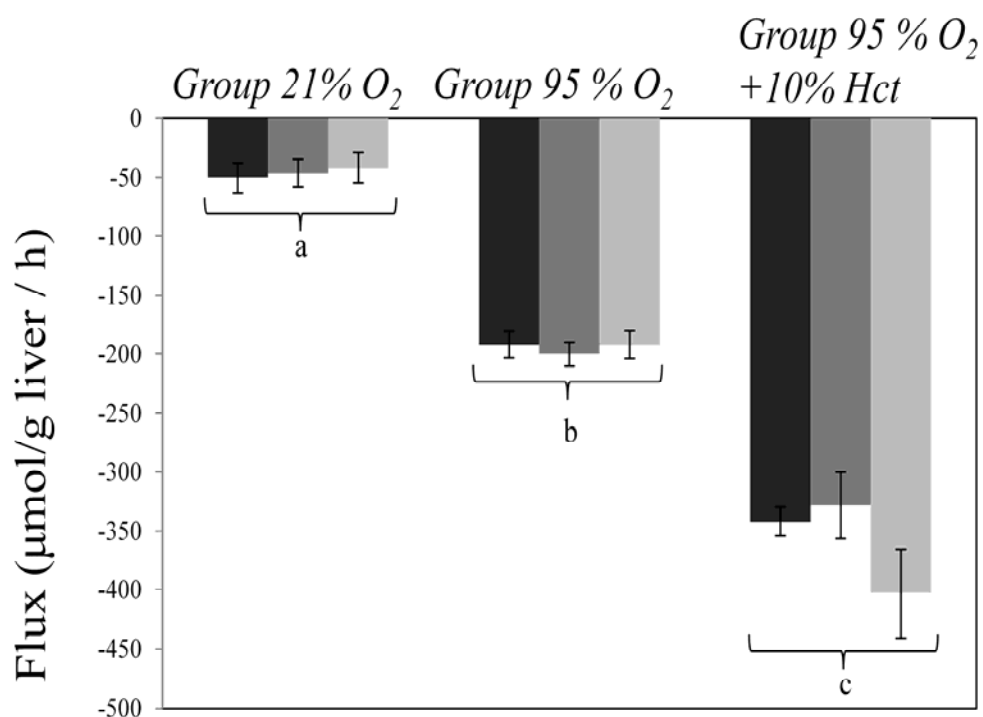 Group 95 % O₂
Group 21% O₂ Group 95 % O₂ +10% Hct
0
-50
-100
-150
-200
-250
-300
-350
-400
-450
-500
a
b
c
Flux (µmol/g liver / h)